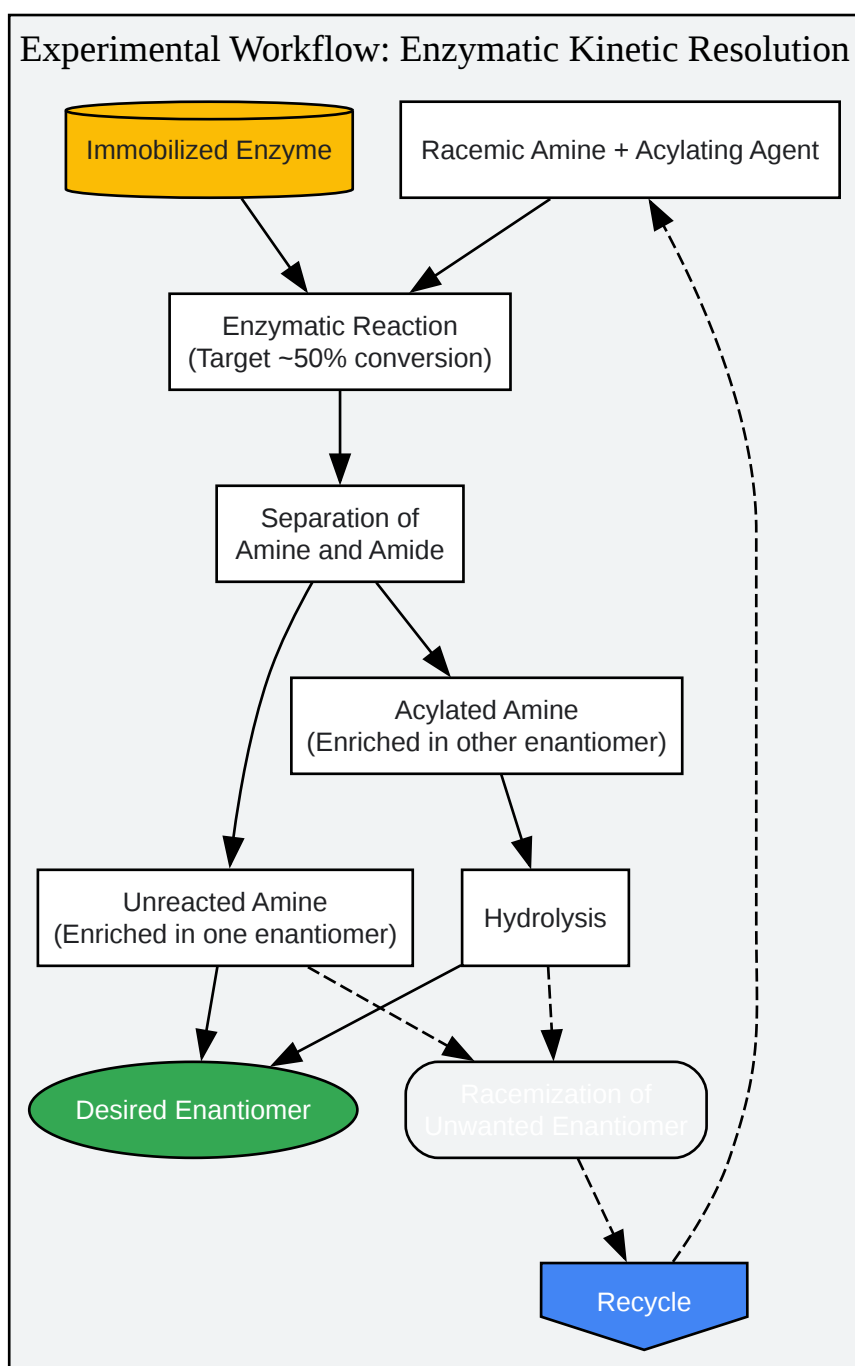 Experimental Workflow: Enzymatic Kinetic Resolution
Immobilized Enzyme
Racemic Amine + Acylating Agent
Enzymatic Reaction
(Target ~50% conversion)
Separation of
Amine and Amide
Acylated Amine
(Enriched in other enantiomer)
Unreacted Amine
(Enriched in one enantiomer)
Hydrolysis
Desired Enantiomer
Racemization of
Unwanted Enantiomer
Recycle